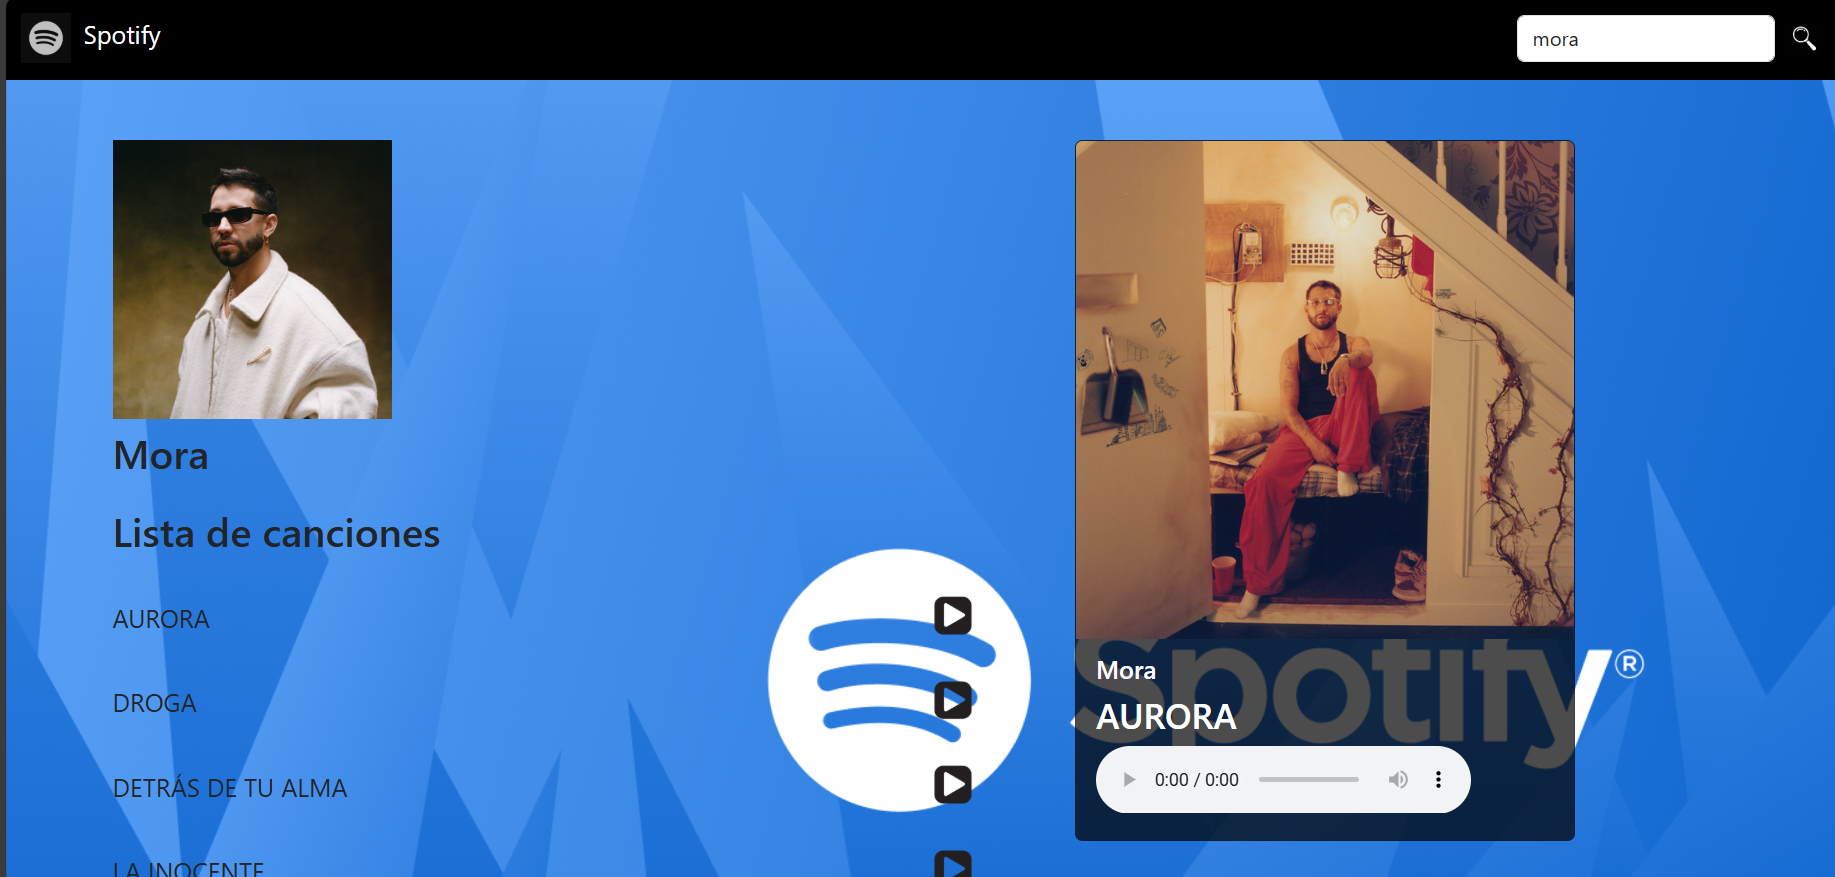 Spotify
mora
Mora
Lista de canciones
AURORA
DROGA
DETRÁS DE TU ALMA
LA INOCENTE
Spotify®
Mora
AURORA
0:00 / 0:00